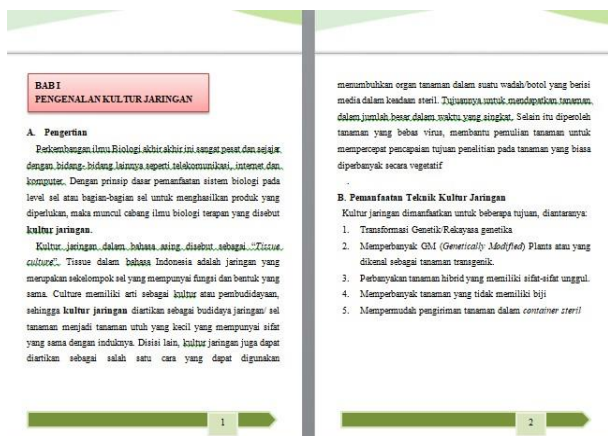 BAB I
PENGENALAN KULTUR JARINGAN
A. Pengertian
Perkembangan ilmu Biologi akhir-akhir ini sangat pesat dan sejajar
dengan bidang- bidang lainnya seperti telekomunikasi, internet dan
komputer. Dengan prinsip dasar pemanfaatan sistem biologi pada
level sel atau bagian-bagian sel untuk menghasilkan produk yang
diperlukan, maka muncul cabang ilmu biologi terapan yang disebut
kultur jaringan.
Kultur jaringan dalam bahasa asing disebut sebagai “Tissue
culture”. Tissue dalam bahasa Indonesia adalah jaringan yang
merupakan sekelompok sel yang mempunyai fungsi dan bentuk yang
sama. Culture memiliki arti sebagai kultur atau pembudidayaan,
sehingga kultur jaringan diartikan sebagai budidaya jaringan/ sel
tanaman menjadi tanaman utuh yang kecil yang mempunyai sifat
yang sama dengan induknya. Disisi lain, kultur jaringan juga dapat
diartikan sebagai salah satu cara yang dapat digunakan
1
menumbuhkan organ tanaman dalam suatu wadah/botol yang berisi
media dalam keadaan steril. Tujuannya untuk mendapatkan tanaman
dalam jumlah besar dalam waktu yang singkat. Selain itu diperoleh
tanaman yang bebas virus, membantu pemulian tanaman untuk
mempercepat pencapaian tujuan penelitian pada tanaman yang biasa
diperbanyak secara vegetatif
.
B. Pemanfaatan Teknik Kultur Jaringan
Kultur jaringan dimanfaatkan untuk beberapa tujuan, diantaranya:
1. Transformasi Genetik/Rekayasa genetika
2. Memperbanyak GM (Genetically Modified) Plants atau yang
dikenal sebagai tanaman transgenik.
3. Perbanyakan tanaman hibrid yang memiliki sifat-sifat unggul.
4. Memperbanyak tanaman yang tidak memiliki biji
5. Mempermudah pengiriman tanaman dalam container steril
2